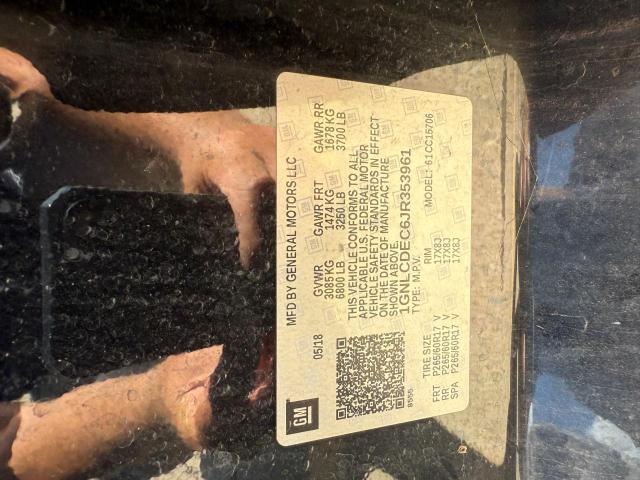 GM
MFD BY GENERAL MOTORS LLC
05/18 GVWR GAWR FRT GAWR RR
3085 KG 1474 KG 1678 KG
6800 LB 3250 LB 3700 LB
THIS VEHICLE CONFORMS TO ALL
APPLICABLE U.S. FEDERAL MOTOR
VEHICLE SAFETY STANDARDS IN EFFECT
ON THE DATE OF MANUFACTURE
SHOWN ABOVE
1GNLCDEC6JR353961
8555 TYPE: M.P.V. MODEL: 61CC15706
TIRE SIZE RIM
FRT P265/60R17 V 17X8J
RR P265/60R17 V 17X8J
SPA P265/60R17 V 17X8J